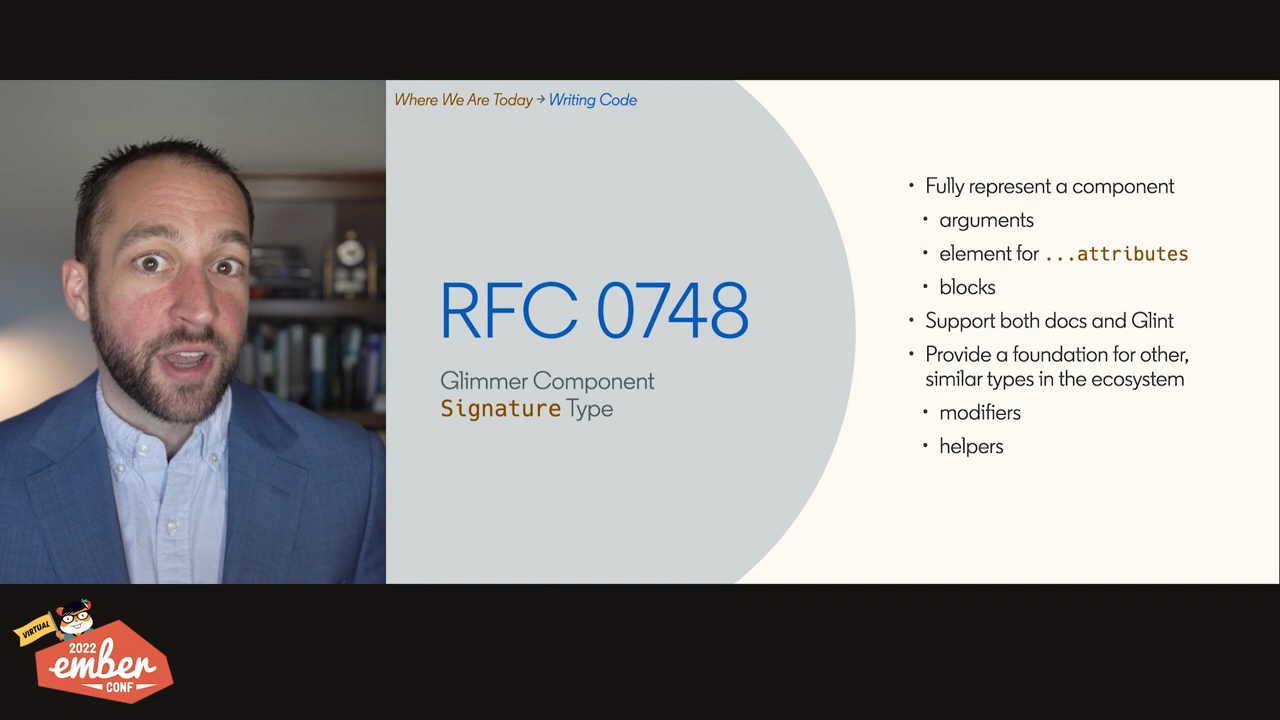 Where We Are Today → Writing Code
RFC 0748
Glimmer Component
Signature Type
• Fully represent a component
• arguments
• element for ...attributes
• blocks
• Support both docs and Glint
• Provide a foundation for other,
similar types in the ecosystem
• modifiers
• helpers
VIRTUAL
2022
ember
CONF